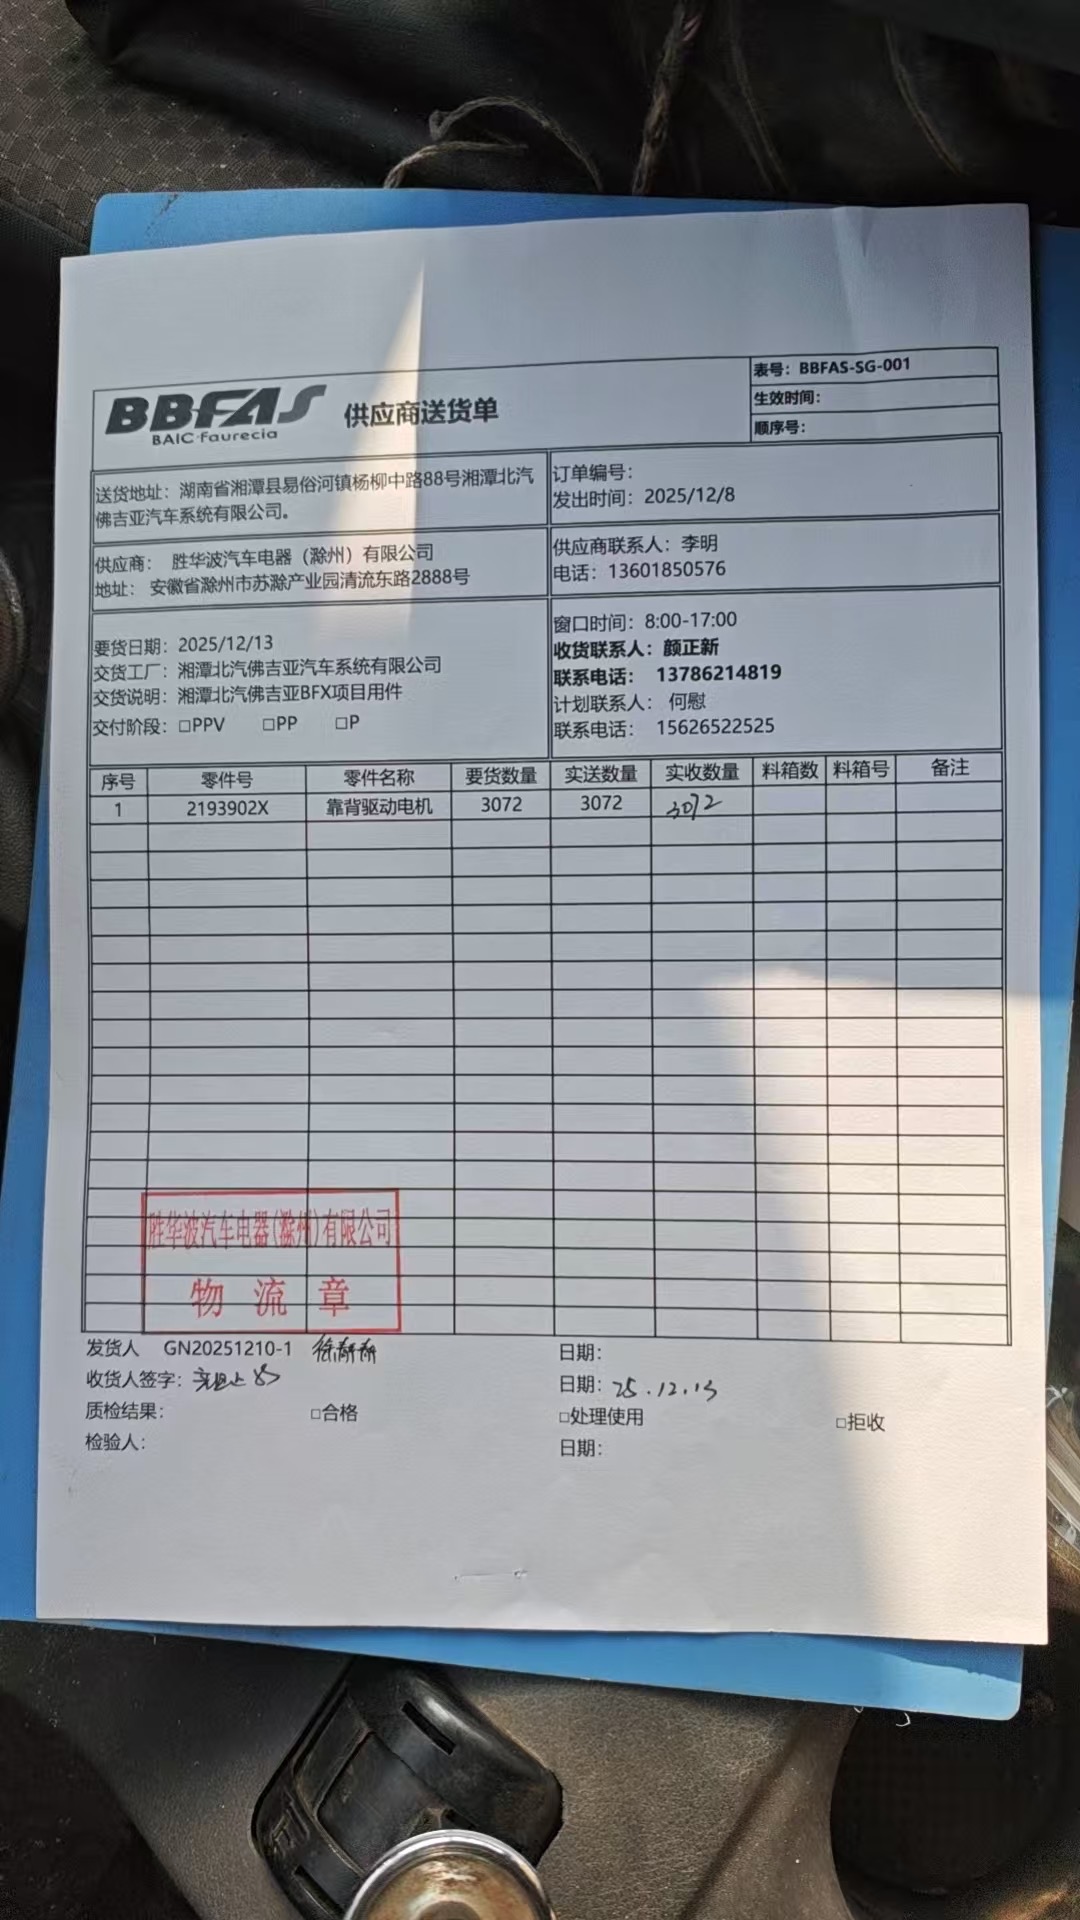 BBFAS
BAIC·Faurecia
供应商送货单
表号：BBFAS-SG-001
生效时间：
顺序号：
送货地址：湖南省湘潭县易俗河镇杨柳中路88号湘潭北汽
佛吉亚汽车系统有限公司。
订单编号：
发出时间：2025/12/8
供应商： 胜华波汽车电器（滁州）有限公司
地址： 安徽省滁州市苏滁产业园清流东路2888号
供应商联系人：李明
电话：13601850576
要货日期：2025/12/13
交货工厂：湘潭北汽佛吉亚汽车系统有限公司
交货说明：湘潭北汽佛吉亚BFX项目用件
交付阶段：□PPV □PP □P
窗口时间：8:00-17:00
收货联系人：颜正新
联系电话： 13786214819
计划联系人： 何慰
联系电话： 15626522525
序号 零件号 零件名称 要货数量 实送数量 实收数量 料箱数 料箱号 备注
1 2193902X 靠背驱动电机 3072 3072 3072
胜华波汽车电器(滁州)有限公司
物流章
发货人 GN20251210-1
日期：
收货人签字：
日期：25.12.13
质检结果： □合格 □处理使用 □拒收
检验人：
日期：